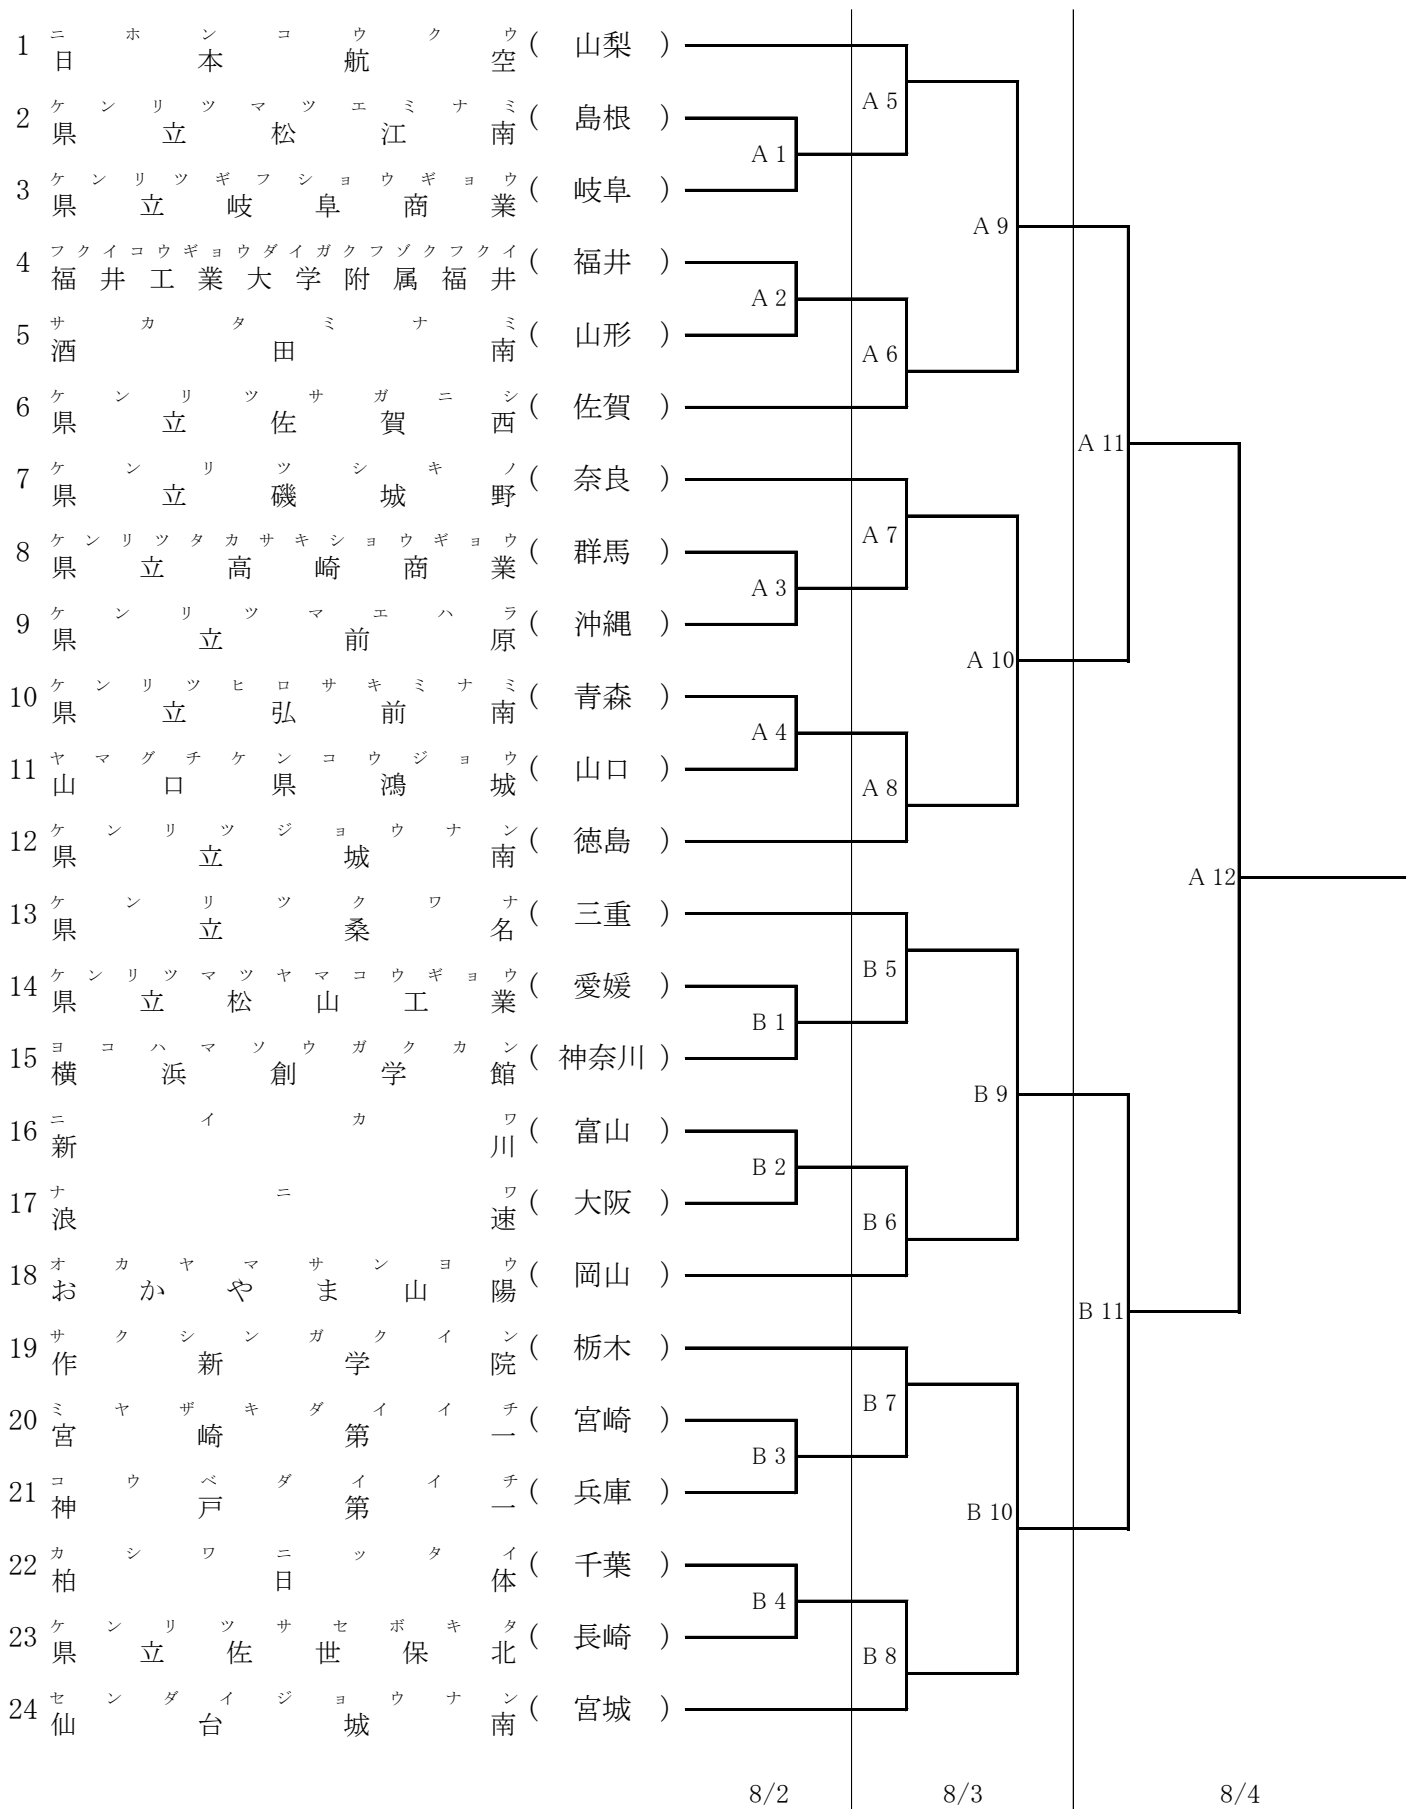 ニホンコウクウ
1 日本航空 ( 山梨 )
ケンリツマツエミナミ
2 県立松江南 ( 島根 )
ケンリツギフショウギョウ
3 県立岐阜商業 ( 岐阜 )
フクイコウギョウダイガクフゾクフクイ
4 福井工業大学附属福井 ( 福井 )
サカタミナミ
5 酒田南 ( 山形 )
ケンリツサガニシ
6 県立佐賀西 ( 佐賀 )
ケンリツシキノ
7 県立磯城野 ( 奈良 )
ケンリツタカサキショウギョウ
8 県立高崎商業 ( 群馬 )
ケンリツマエハラ
9 県立前原 ( 沖縄 )
ケンリツヒロサキミナミ
10 県立弘前南 ( 青森 )
ヤマグチケンコウジョウ
11 山口県鴻城 ( 山口 )
ケンリツジョウナン
12 県立城南 ( 徳島 )
ケンリツクワナ
13 県立桑名 ( 三重 )
ケンリツマツヤマコウギョウ
14 県立松山工業 ( 愛媛 )
ヨコハマソウガクカン
15 横浜創学館 ( 神奈川 )
ニイカワ
16 新川 ( 富山 )
ナニワ
17 浪速 ( 大阪 )
オカヤマサンヨウ
18 おかやま山陽 ( 岡山 )
サクシンガクイン
19 作新学院 ( 栃木 )
ミヤザキダイイチ
20 宮崎第一 ( 宮崎 )
コウベダイイチ
21 神戸第一 ( 兵庫 )
カシワニッタイ
22 柏日体 ( 千葉 )
ケンリツサセボキタ
23 県立佐世保北 ( 長崎 )
センダイジョウナン
24 仙台城南 ( 宮城 )
A 1
A 2
A 3
A 4
B 1
B 2
B 3
B 4
A 5
A 6
A 7
A 8
B 5
B 6
B 7
B 8
A 9
A 10
B 9
B 10
A 11
B 11
A 12
8/2
8/3
8/4